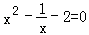 x² − 1/x − 2=0